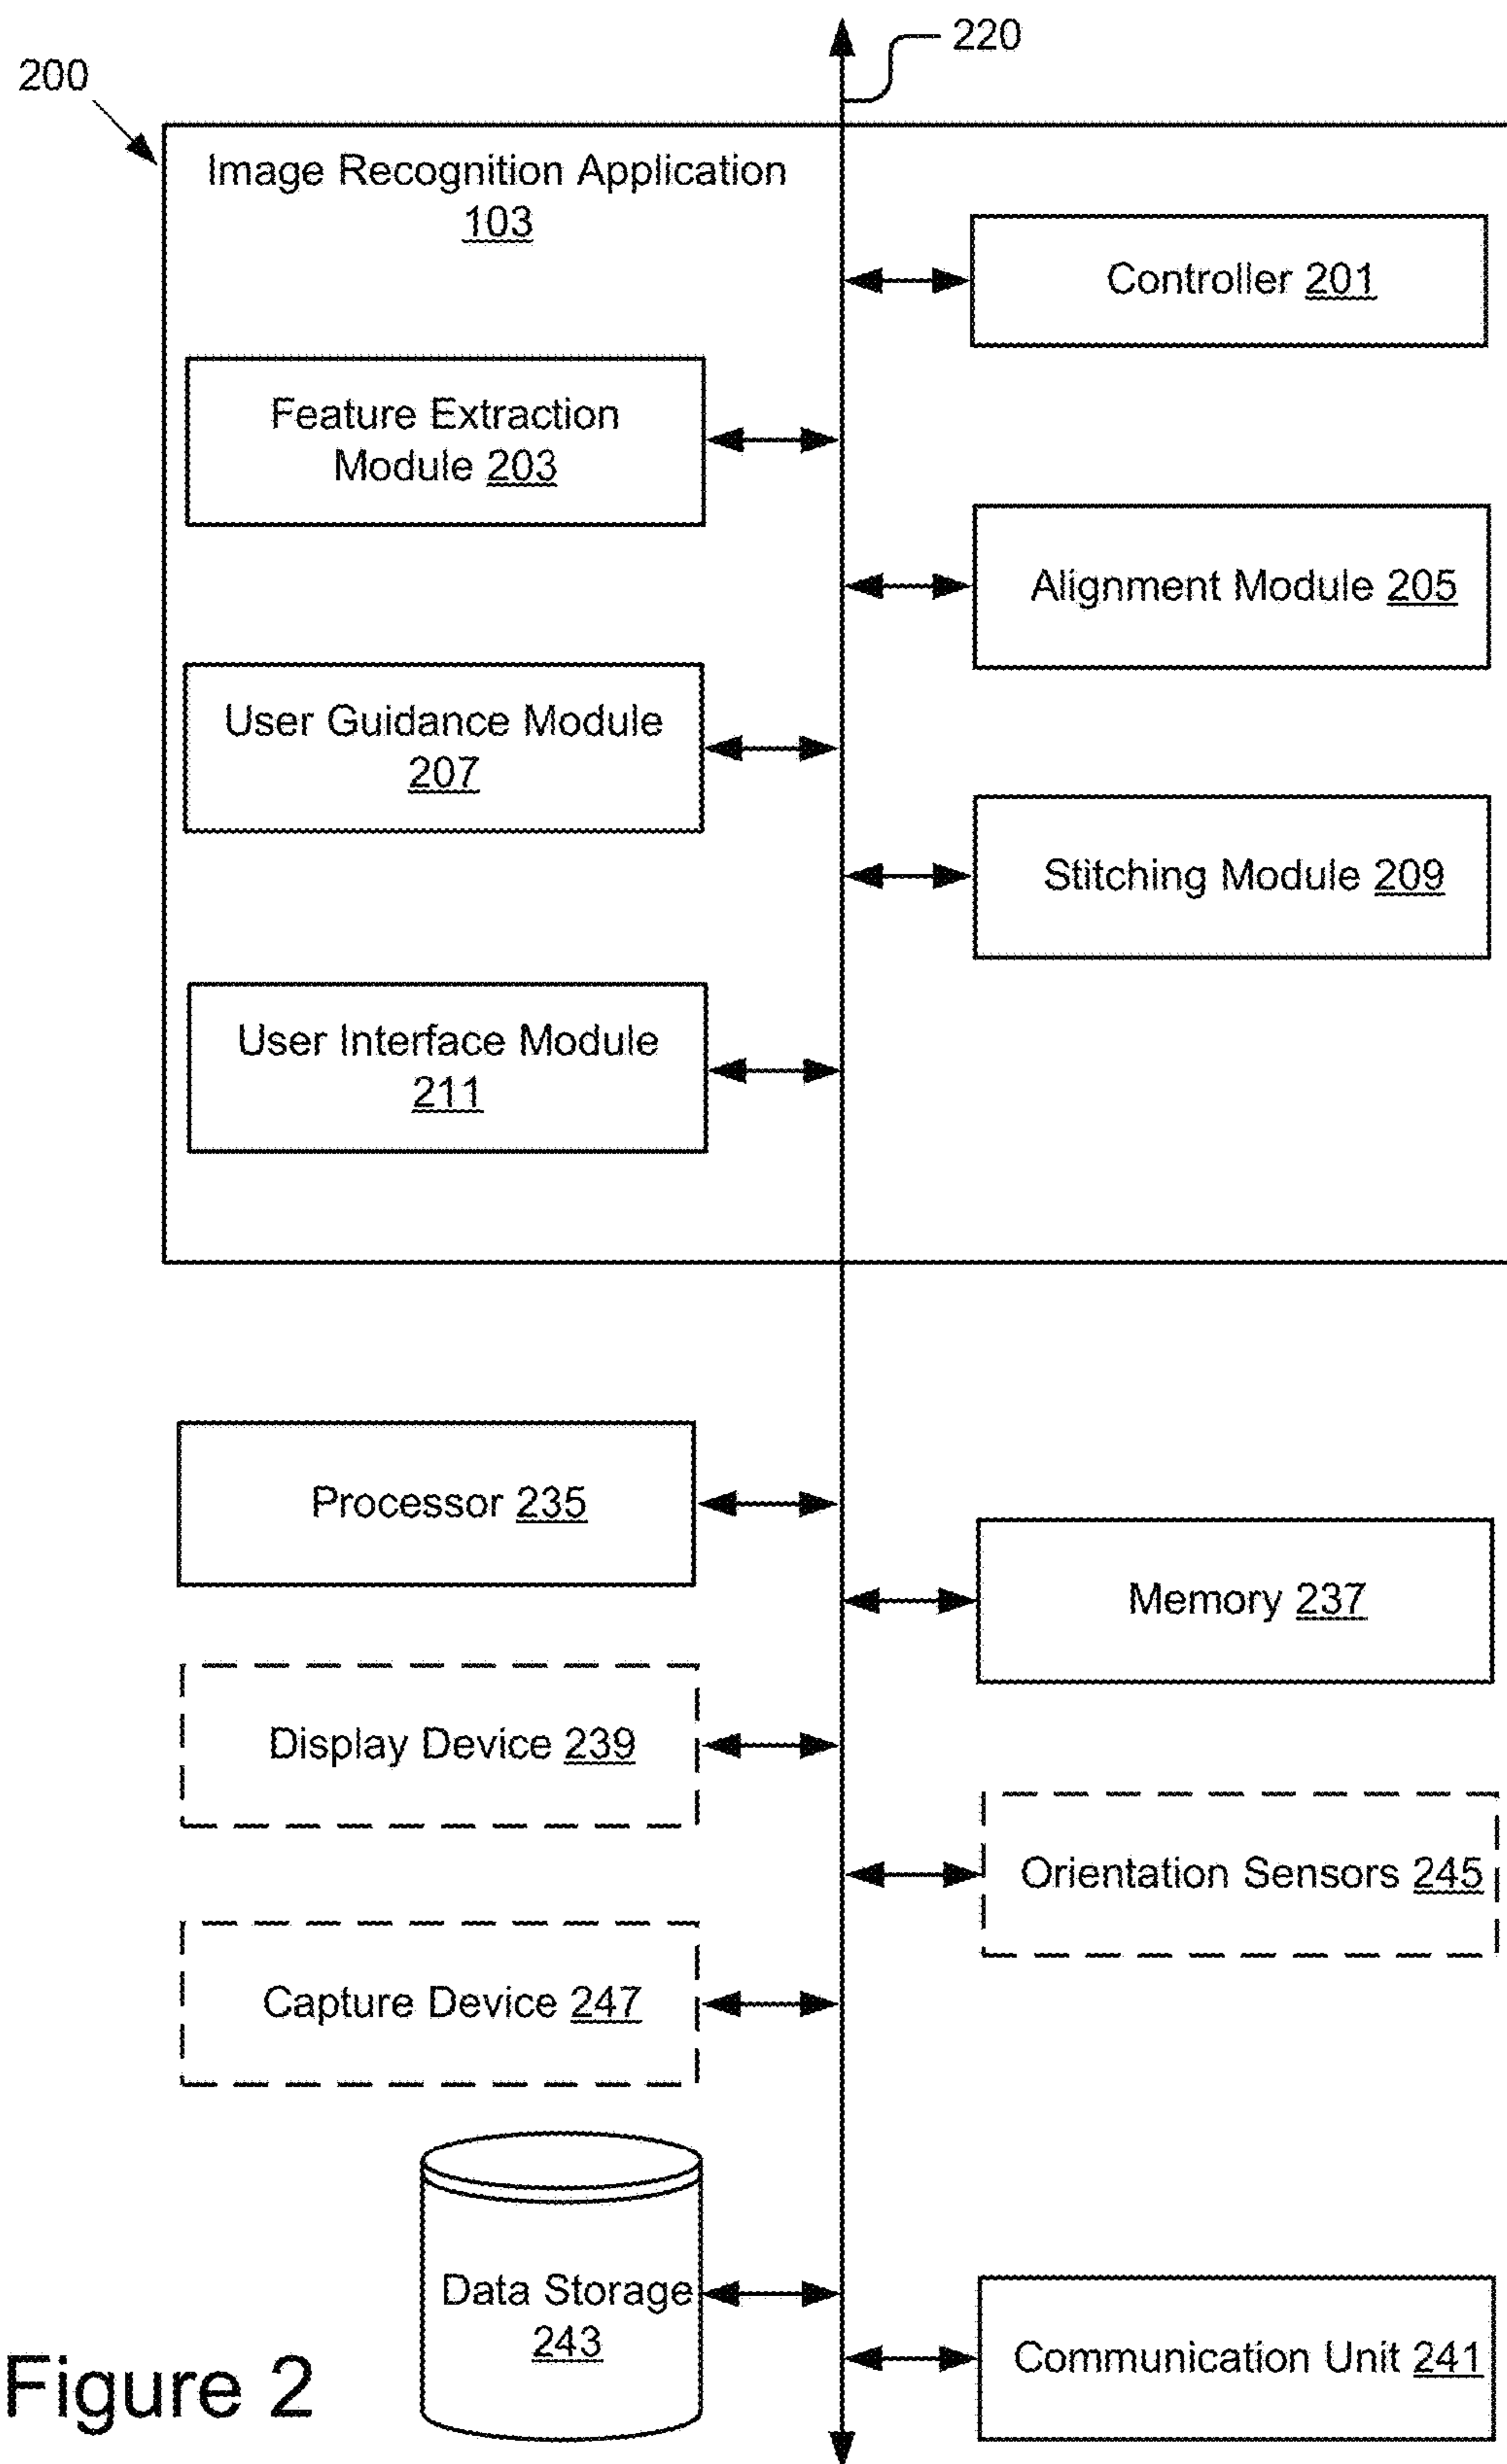 220
200
Image Recognition Application
103
Controller 201
Feature Extraction
Module 203
Alignment Module 205
User Guidance Module
207
Stitching Module 209
User Interface Module
211
Processor 235
Memory 237
Display Device 239
Orientation Sensors 245
Capture Device 247
Data Storage
243
Communication Unit 241
Figure 2